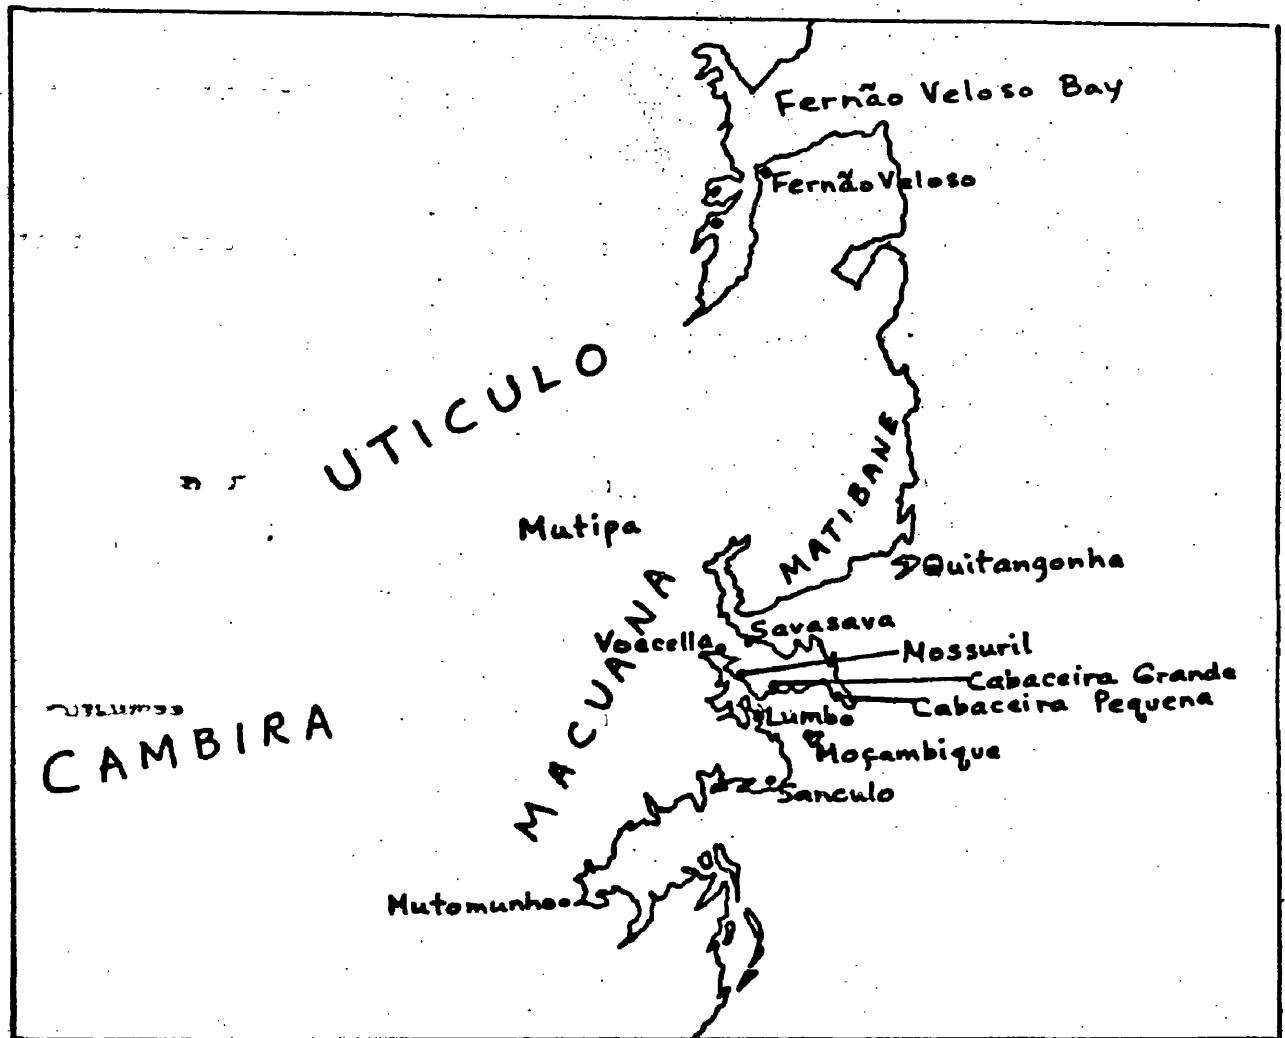 Fernão Veloso Bay
Fernão Veloso
UTICULO
MATIBANE
Mutipa
Quitangonha
MACUANA
Savasava
Voacella
Mossuril
Cabaceira Grande
Cabaceira Pequena
Lumbo
CAMBIRA
Moçambique
Sanculo
Mutomunho